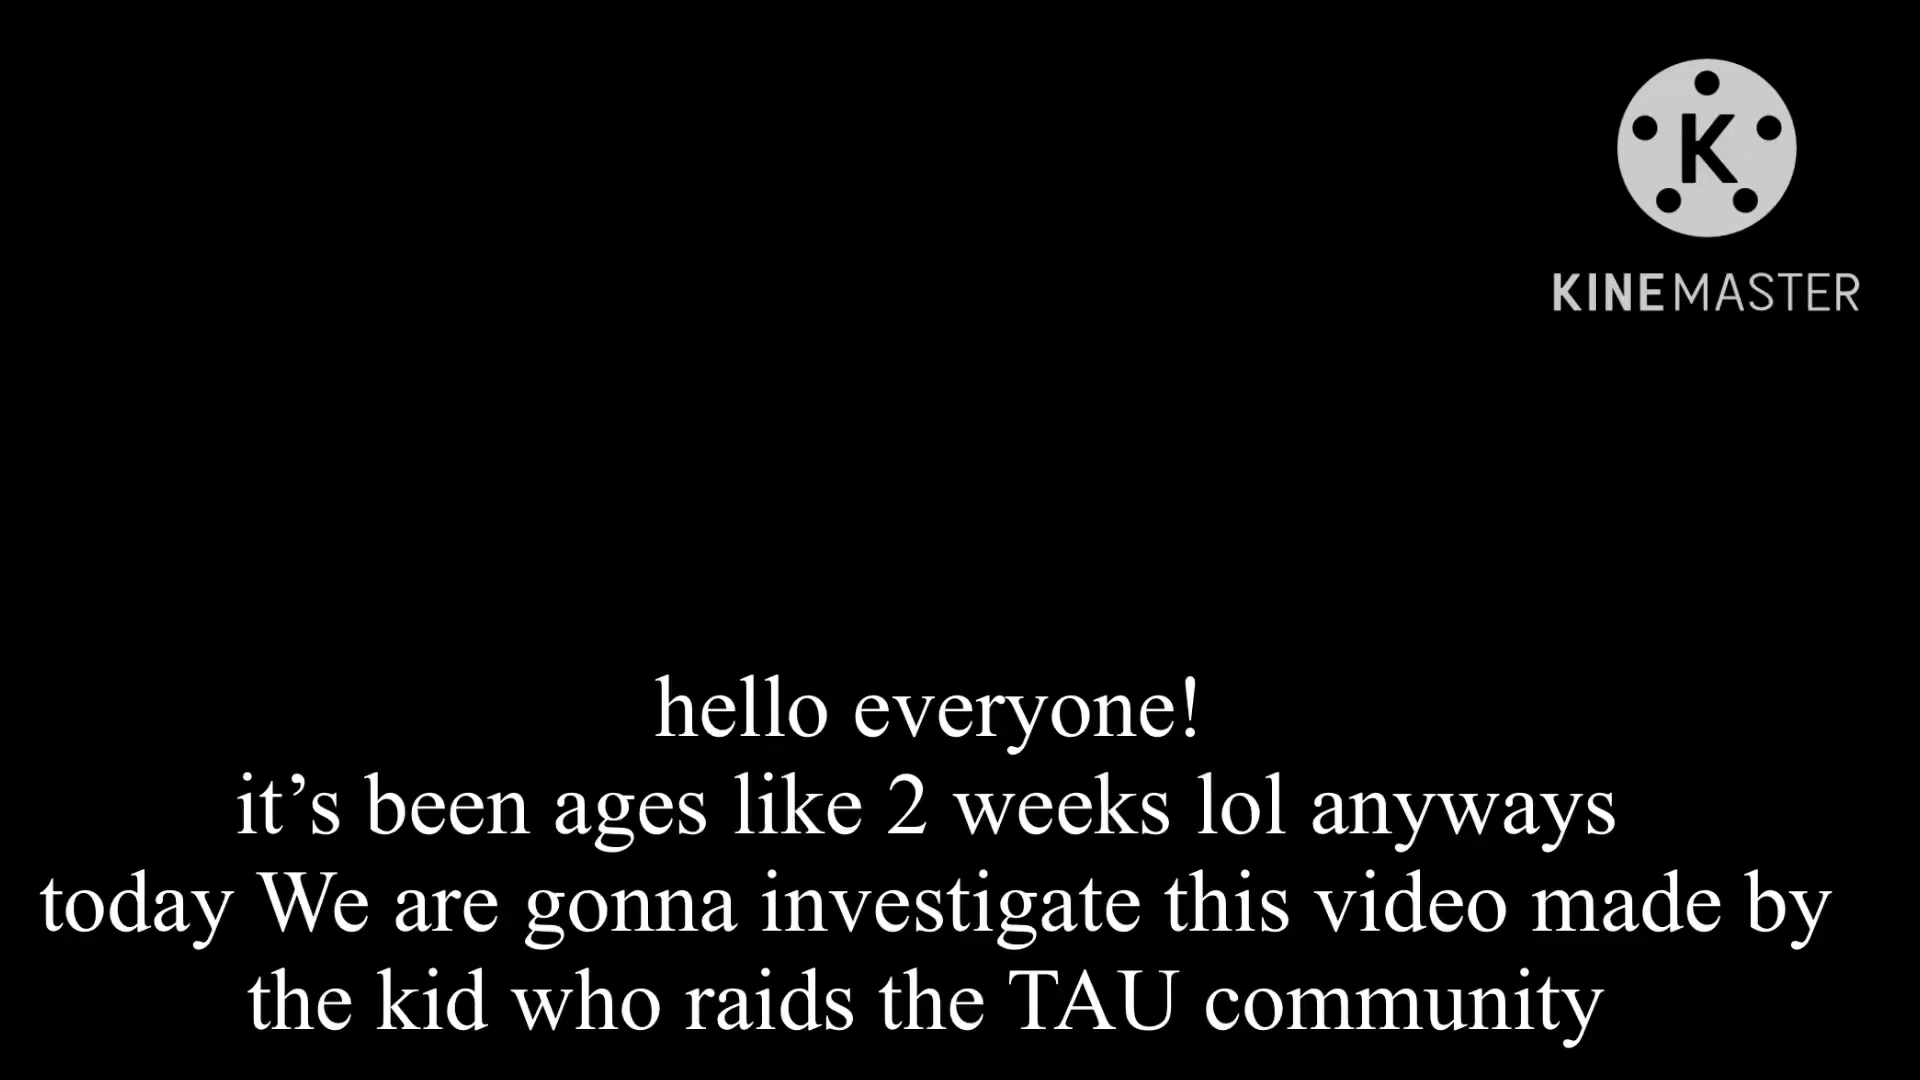 K
KINEMASTER
hello everyone!
it’s been ages like 2 weeks lol anyways
today We are gonna investigate this video made by
the kid who raids the TAU community